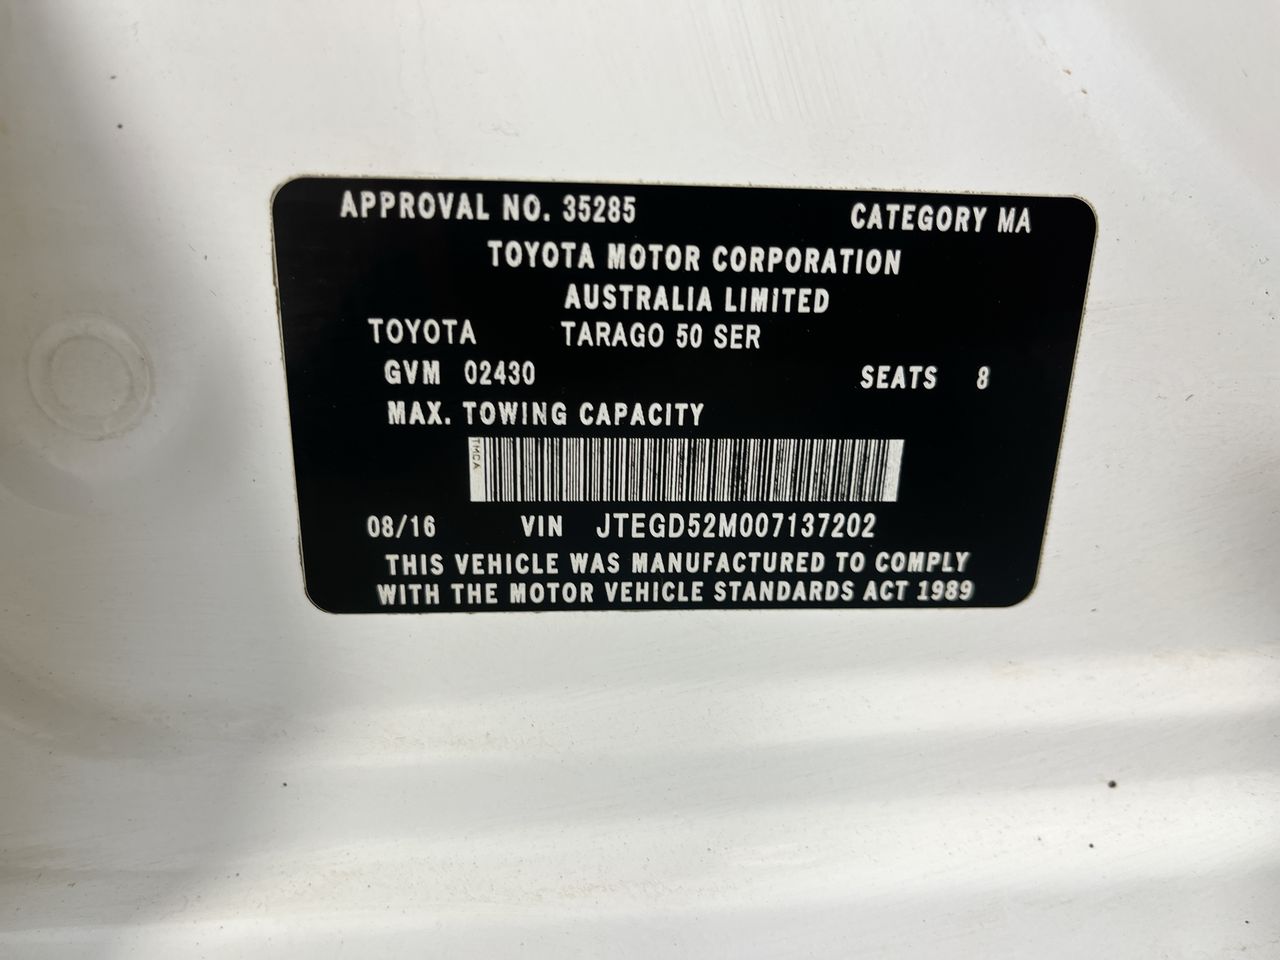 APPROVAL NO. 35285 CATEGORY MA
TOYOTA MOTOR CORPORATION
AUSTRALIA LIMITED
TOYOTA TARAGO 50 SER
GVM 02430 SEATS 8
MAX. TOWING CAPACITY
TMCA
08/16 VIN JTEGD52M007137202
THIS VEHICLE WAS MANUFACTURED TO COMPLY
WITH THE MOTOR VEHICLE STANDARDS ACT 1989